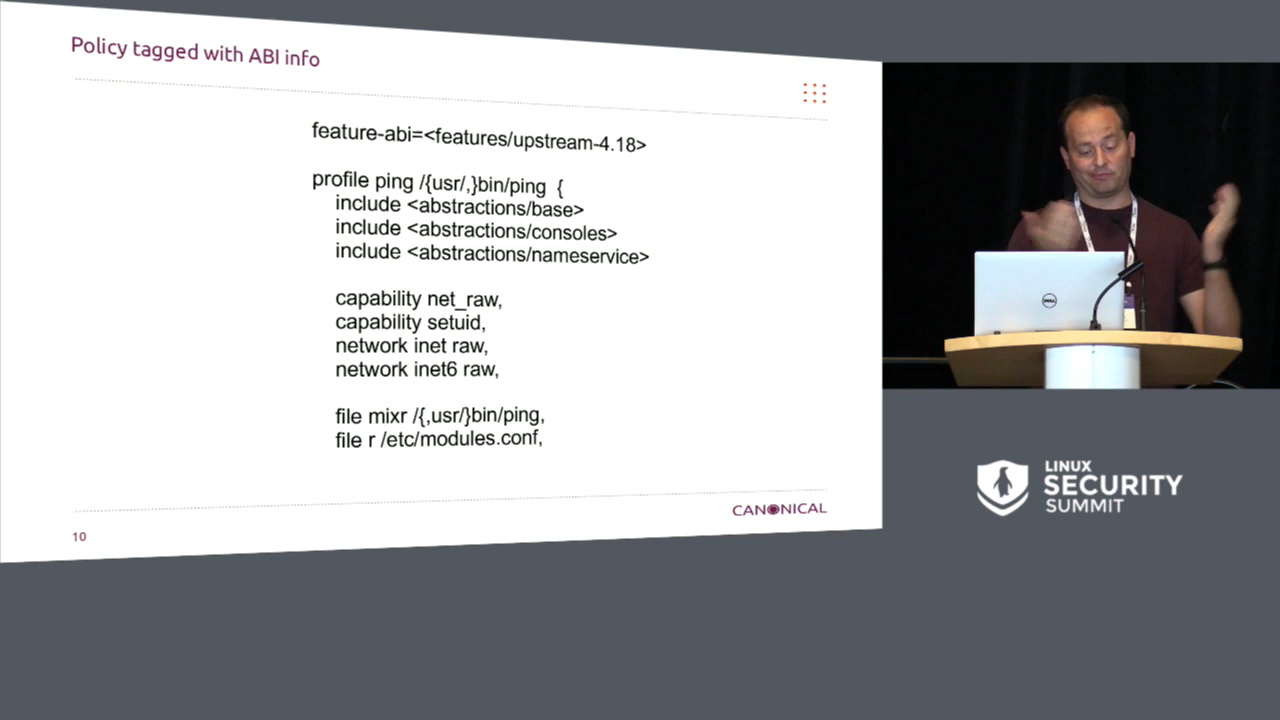 Policy tagged with ABI info
feature-abi=<features/upstream-4.18>
profile ping /{usr/,}bin/ping {
include <abstractions/base>
include <abstractions/consoles>
include <abstractions/nameservice>
capability net_raw,
capability setuid,
network inet raw,
network inet6 raw,
file mixr /{,usr/}bin/ping,
file r /etc/modules.conf,
CANONICAL
10
DELL
LINUX
SECURITY
SUMMIT